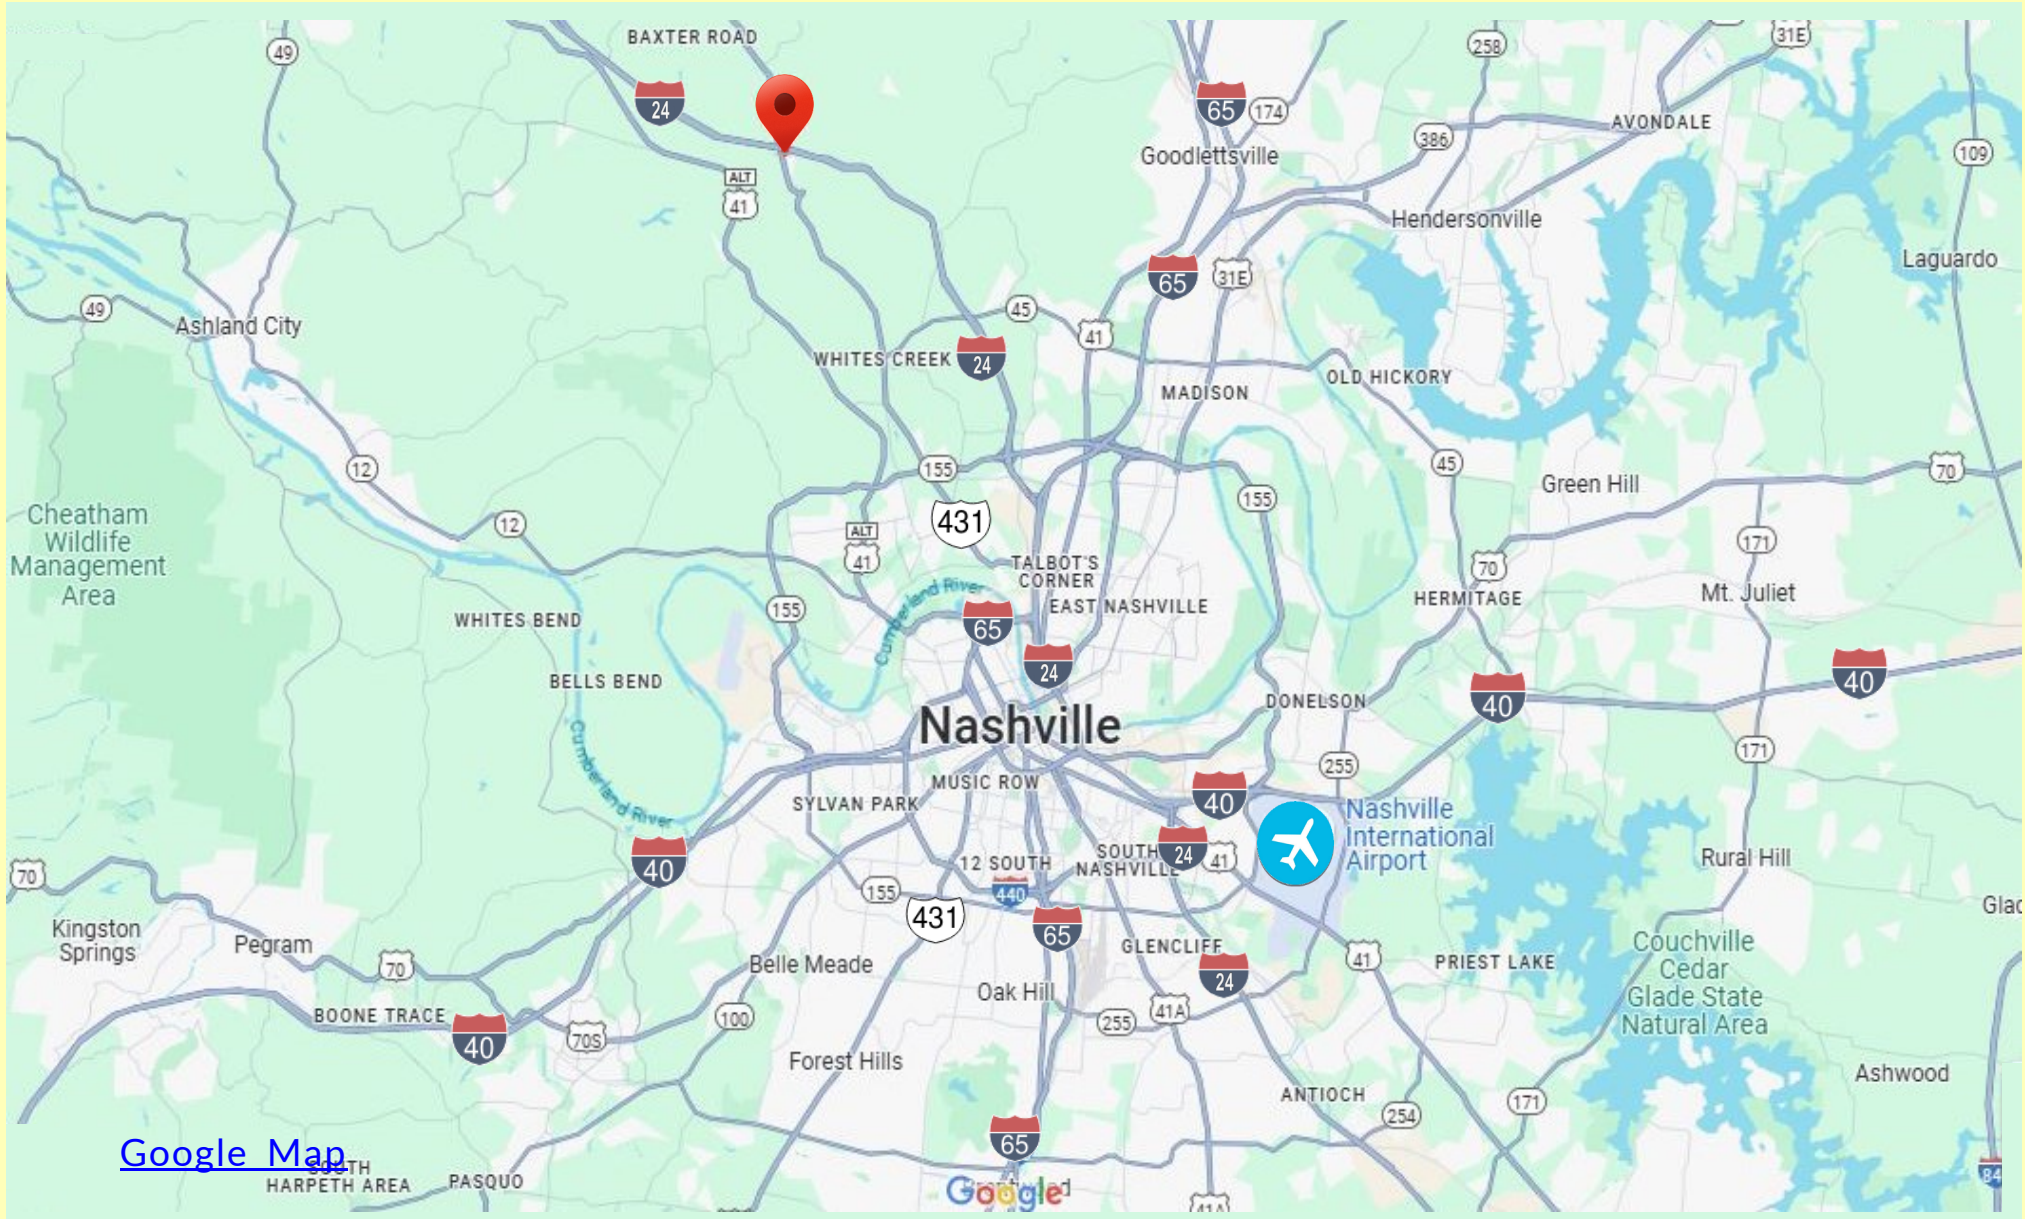 BAXTER ROAD
49
31E
258
24
65
174
AVONDALE
386
109
Goodlettsville
ALT
41
Hendersonville
Laguardo
65
31E
49
45
Ashland City
41
WHITES CREEK
24
OLD HICKORY
MADISON
12
155
45
70
Green Hill
155
12
431
Cheatham
Wildlife
Management
Area
ALT
41
171
TALBOT'S
CORNER
70
Cumberland River
Mt. Juliet
HERMITAGE
155
EAST NASHVILLE
WHITES BEND
65
24
BELLS BEND
40
40
DONELSON
Nashville
171
255
Cumberland River
MUSIC ROW
40
SYLVAN PARK
Nashville
International
Airport
24
41
SOUTH
NASHVILLE
12 SOUTH
40
Rural Hill
70
155
440
431
65
Glad
Kingston
Springs
Pegram
GLENCLIFF
41
PRIEST LAKE
Couchville
Cedar
Glade State
Natural Area
70
Belle Meade
24
Oak Hill
BOONE TRACE
100
41A
255
40
70S
Forest Hills
Ashwood
ANTIOCH
171
254
65
Google Map
SOUTH
HARPETH AREA
PASQUO
84
Google
41A